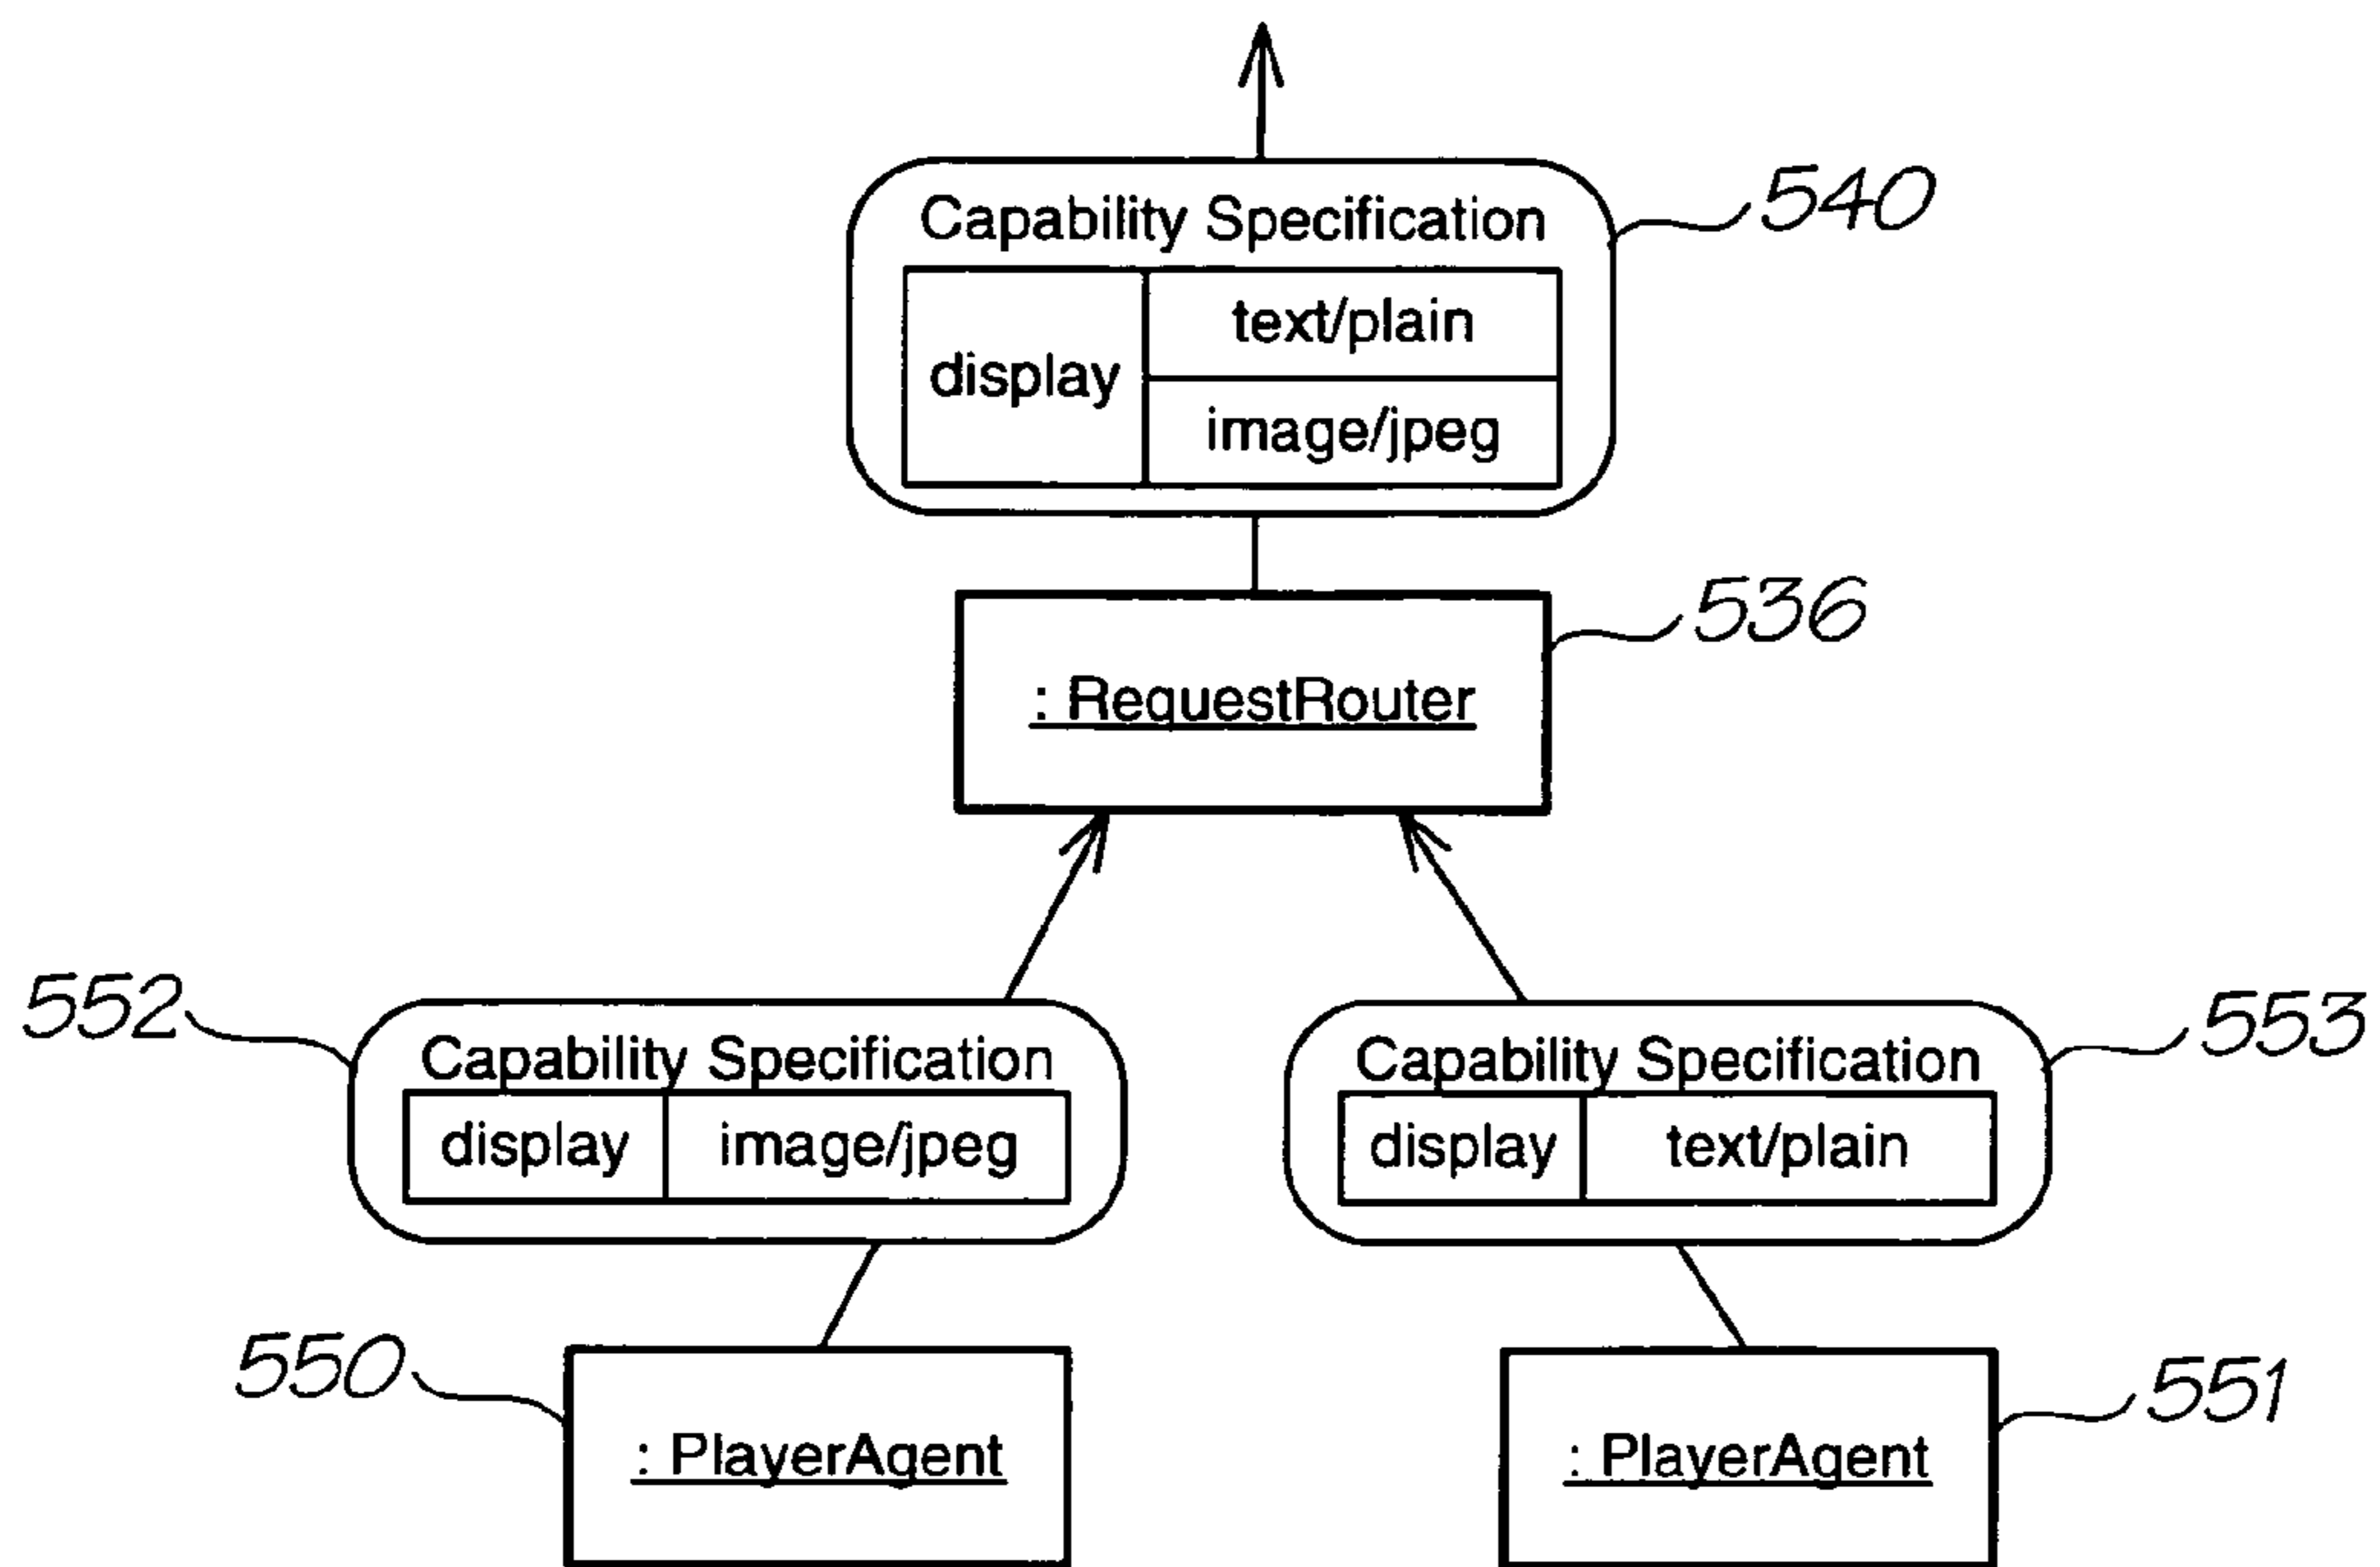 Capability Specification
540
display
text/plain
image/jpeg
536
: RequestRouter
552
Capability Specification
display
image/jpeg
553
Capability Specification
display
text/plain
550
: PlayerAgent
551
: PlayerAgent